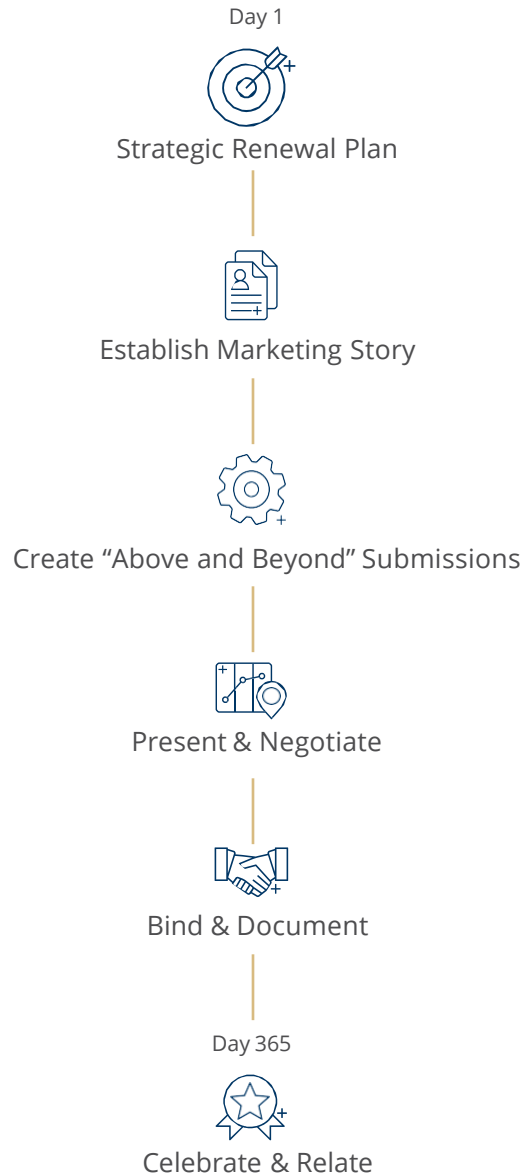 Day 1
Strategic Renewal Plan
Establish Marketing Story
Create “Above and Beyond” Submissions
Present & Negotiate
Bind & Document
Day 365
Celebrate & Relate